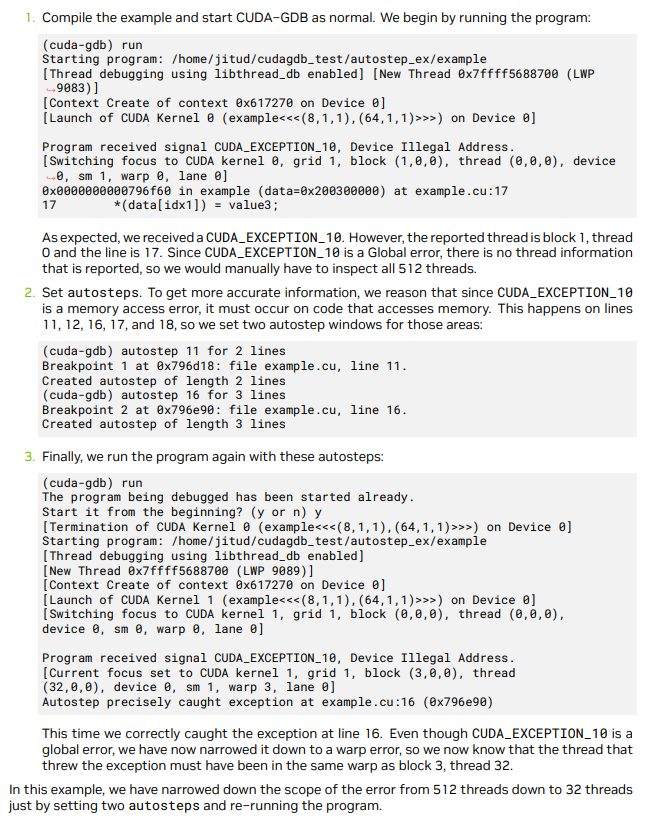 1. Compile the example and start CUDA-GDB as normal. We begin by running the program:
(cuda-gdb) run
Starting program: /home/jitud/cudagdb_test/autostep_ex/example
[Thread debugging using libthread_db enabled] [New Thread 0x7ffff5688700 (LWP
→9083)]
[Context Create of context 0x617270 on Device 0]
[Launch of CUDA Kernel 0 (example<<<(8,1,1),(64,1,1)>>>) on Device 0]
Program received signal CUDA_EXCEPTION_10, Device Illegal Address.
[Switching focus to CUDA kernel 0, grid 1, block (1,0,0), thread (0,0,0), device
→0, sm 1, warp 0, lane 0]
0x0000000000796f60 in example (data=0x200300000) at example.cu:17
17 *(data[idx1]) = value3;
As expected, we received a CUDA_EXCEPTION_10. However, the reported thread is block 1, thread
0 and the line is 17. Since CUDA_EXCEPTION_10 is a Global error, there is no thread information
that is reported, so we would manually have to inspect all 512 threads.
2. Set autosteps. To get more accurate information, we reason that since CUDA_EXCEPTION_10
is a memory access error, it must occur on code that accesses memory. This happens on lines
11, 12, 16, 17, and 18, so we set two autostep windows for those areas:
(cuda-gdb) autostep 11 for 2 lines
Breakpoint 1 at 0x796d18: file example.cu, line 11.
Created autostep of length 2 lines
(cuda-gdb) autostep 16 for 3 lines
Breakpoint 2 at 0x796e90: file example.cu, line 16.
Created autostep of length 3 lines
3. Finally, we run the program again with these autosteps:
(cuda-gdb) run
The program being debugged has been started already.
Start it from the beginning? (y or n) y
[Termination of CUDA Kernel 0 (example<<<(8,1,1),(64,1,1)>>>) on Device 0]
Starting program: /home/jitud/cudagdb_test/autostep_ex/example
[Thread debugging using libthread_db enabled]
[New Thread 0x7ffff5688700 (LWP 9089)]
[Context Create of context 0x617270 on Device 0]
[Launch of CUDA Kernel 1 (example<<<(8,1,1),(64,1,1)>>>) on Device 0]
[Switching focus to CUDA kernel 1, grid 1, block (0,0,0), thread (0,0,0),
device 0, sm 0, warp 0, lane 0]
Program received signal CUDA_EXCEPTION_10, Device Illegal Address.
[Current focus set to CUDA kernel 1, grid 1, block (3,0,0), thread
(32,0,0), device 0, sm 1, warp 3, lane 0]
Autostep precisely caught exception at example.cu:16 (0x796e90)
This time we correctly caught the exception at line 16. Even though CUDA_EXCEPTION_10 is a
global error, we have now narrowed it down to a warp error, so we now know that the thread that
threw the exception must have been in the same warp as block 3, thread 32.
In this example, we have narrowed down the scope of the error from 512 threads down to 32 threads
just by setting two autosteps and re-running the program.